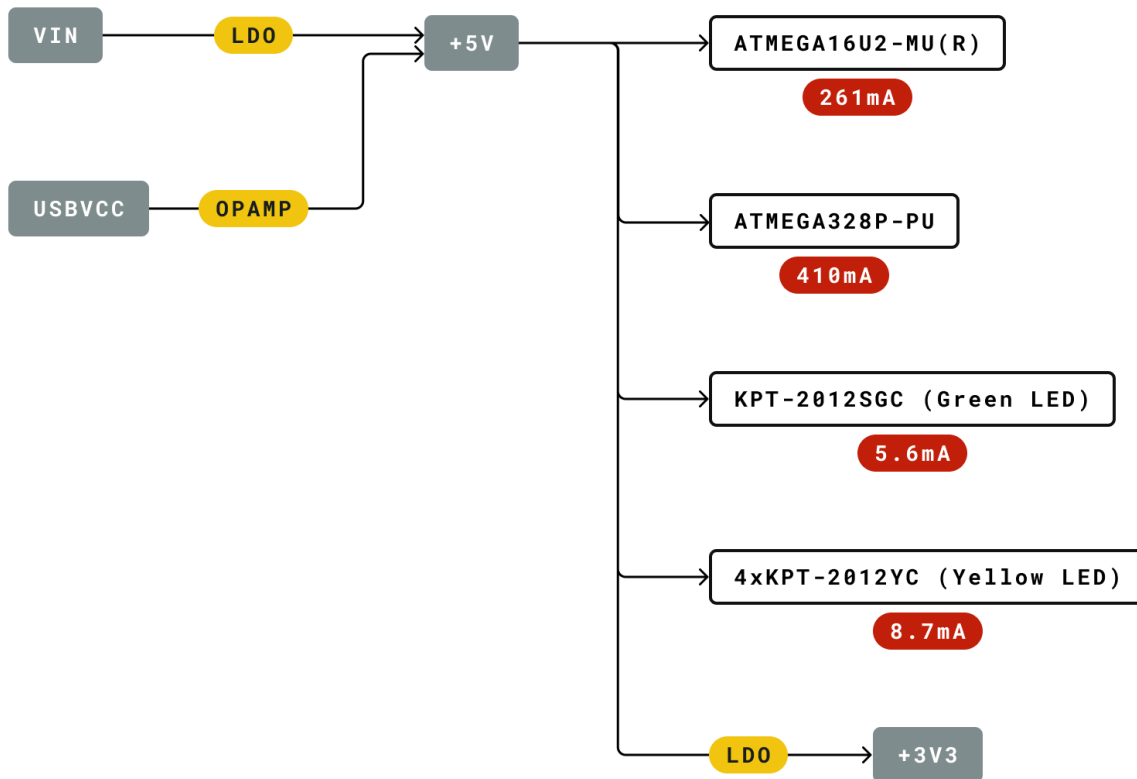 VIN
LDO
+5V
ATMEGA16U2-MU(R)
261mA
USBVCC
OPAMP
ATMEGA328P-PU
410mA
KPT-2012SGC (Green LED)
5.6mA
4xKPT-2012YC (Yellow LED)
8.7mA
LDO
+3V3